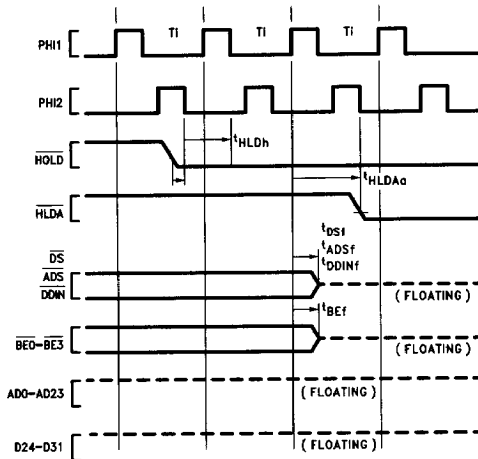 PHI1 Ti Ti Ti
PHI2
HOLD tHLDh
HLDA tHLDAa
DS tDSf
ADS tADSf
DDIN tDDINf
(FLOATING)
BE0-BE3 tBEf
(FLOATING)
AD0-AD23 (FLOATING)
D24-D31 (FLOATING)